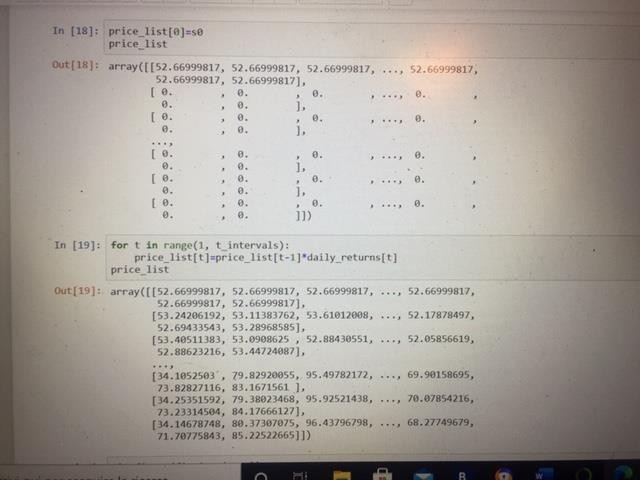 In [18]: price_list[0]=s0
price_list
Out[18]: array([[52.66999817, 52.66999817, 52.66999817, ..., 52.66999817,
52.66999817, 52.66999817],
[ 0. , 0. , 0. , ..., 0. ,
0. , 0. ],
[ 0. , 0. , 0. , ..., 0. ,
0. , 0. ],
...,
[ 0. , 0. , 0. , ..., 0. ,
0. , 0. ],
[ 0. , 0. , 0. , ..., 0. ,
0. , 0. ],
[ 0. , 0. , 0. , ..., 0. ,
0. , 0. ]])
In [19]: for t in range(1, t_intervals):
price_list[t]=price_list[t-1]*daily_returns[t]
price_list
Out[19]: array([[52.66999817, 52.66999817, 52.66999817, ..., 52.66999817,
52.66999817, 52.66999817],
[53.24206192, 53.11383762, 53.61012008, ..., 52.17878497,
52.69433543, 53.28968585],
[53.40511383, 53.0908625 , 52.88430551, ..., 52.05856619,
52.88623216, 53.44724087],
...,
[34.1052503 , 79.82920055, 95.49782172, ..., 69.90158695,
73.82827116, 83.1671561 ],
[34.25351592, 79.38023468, 95.92521438, ..., 70.07854216,
73.23314504, 84.17666127],
[34.14678748, 80.37307075, 96.43796798, ..., 68.27749679,
71.70775843, 85.22522665]])